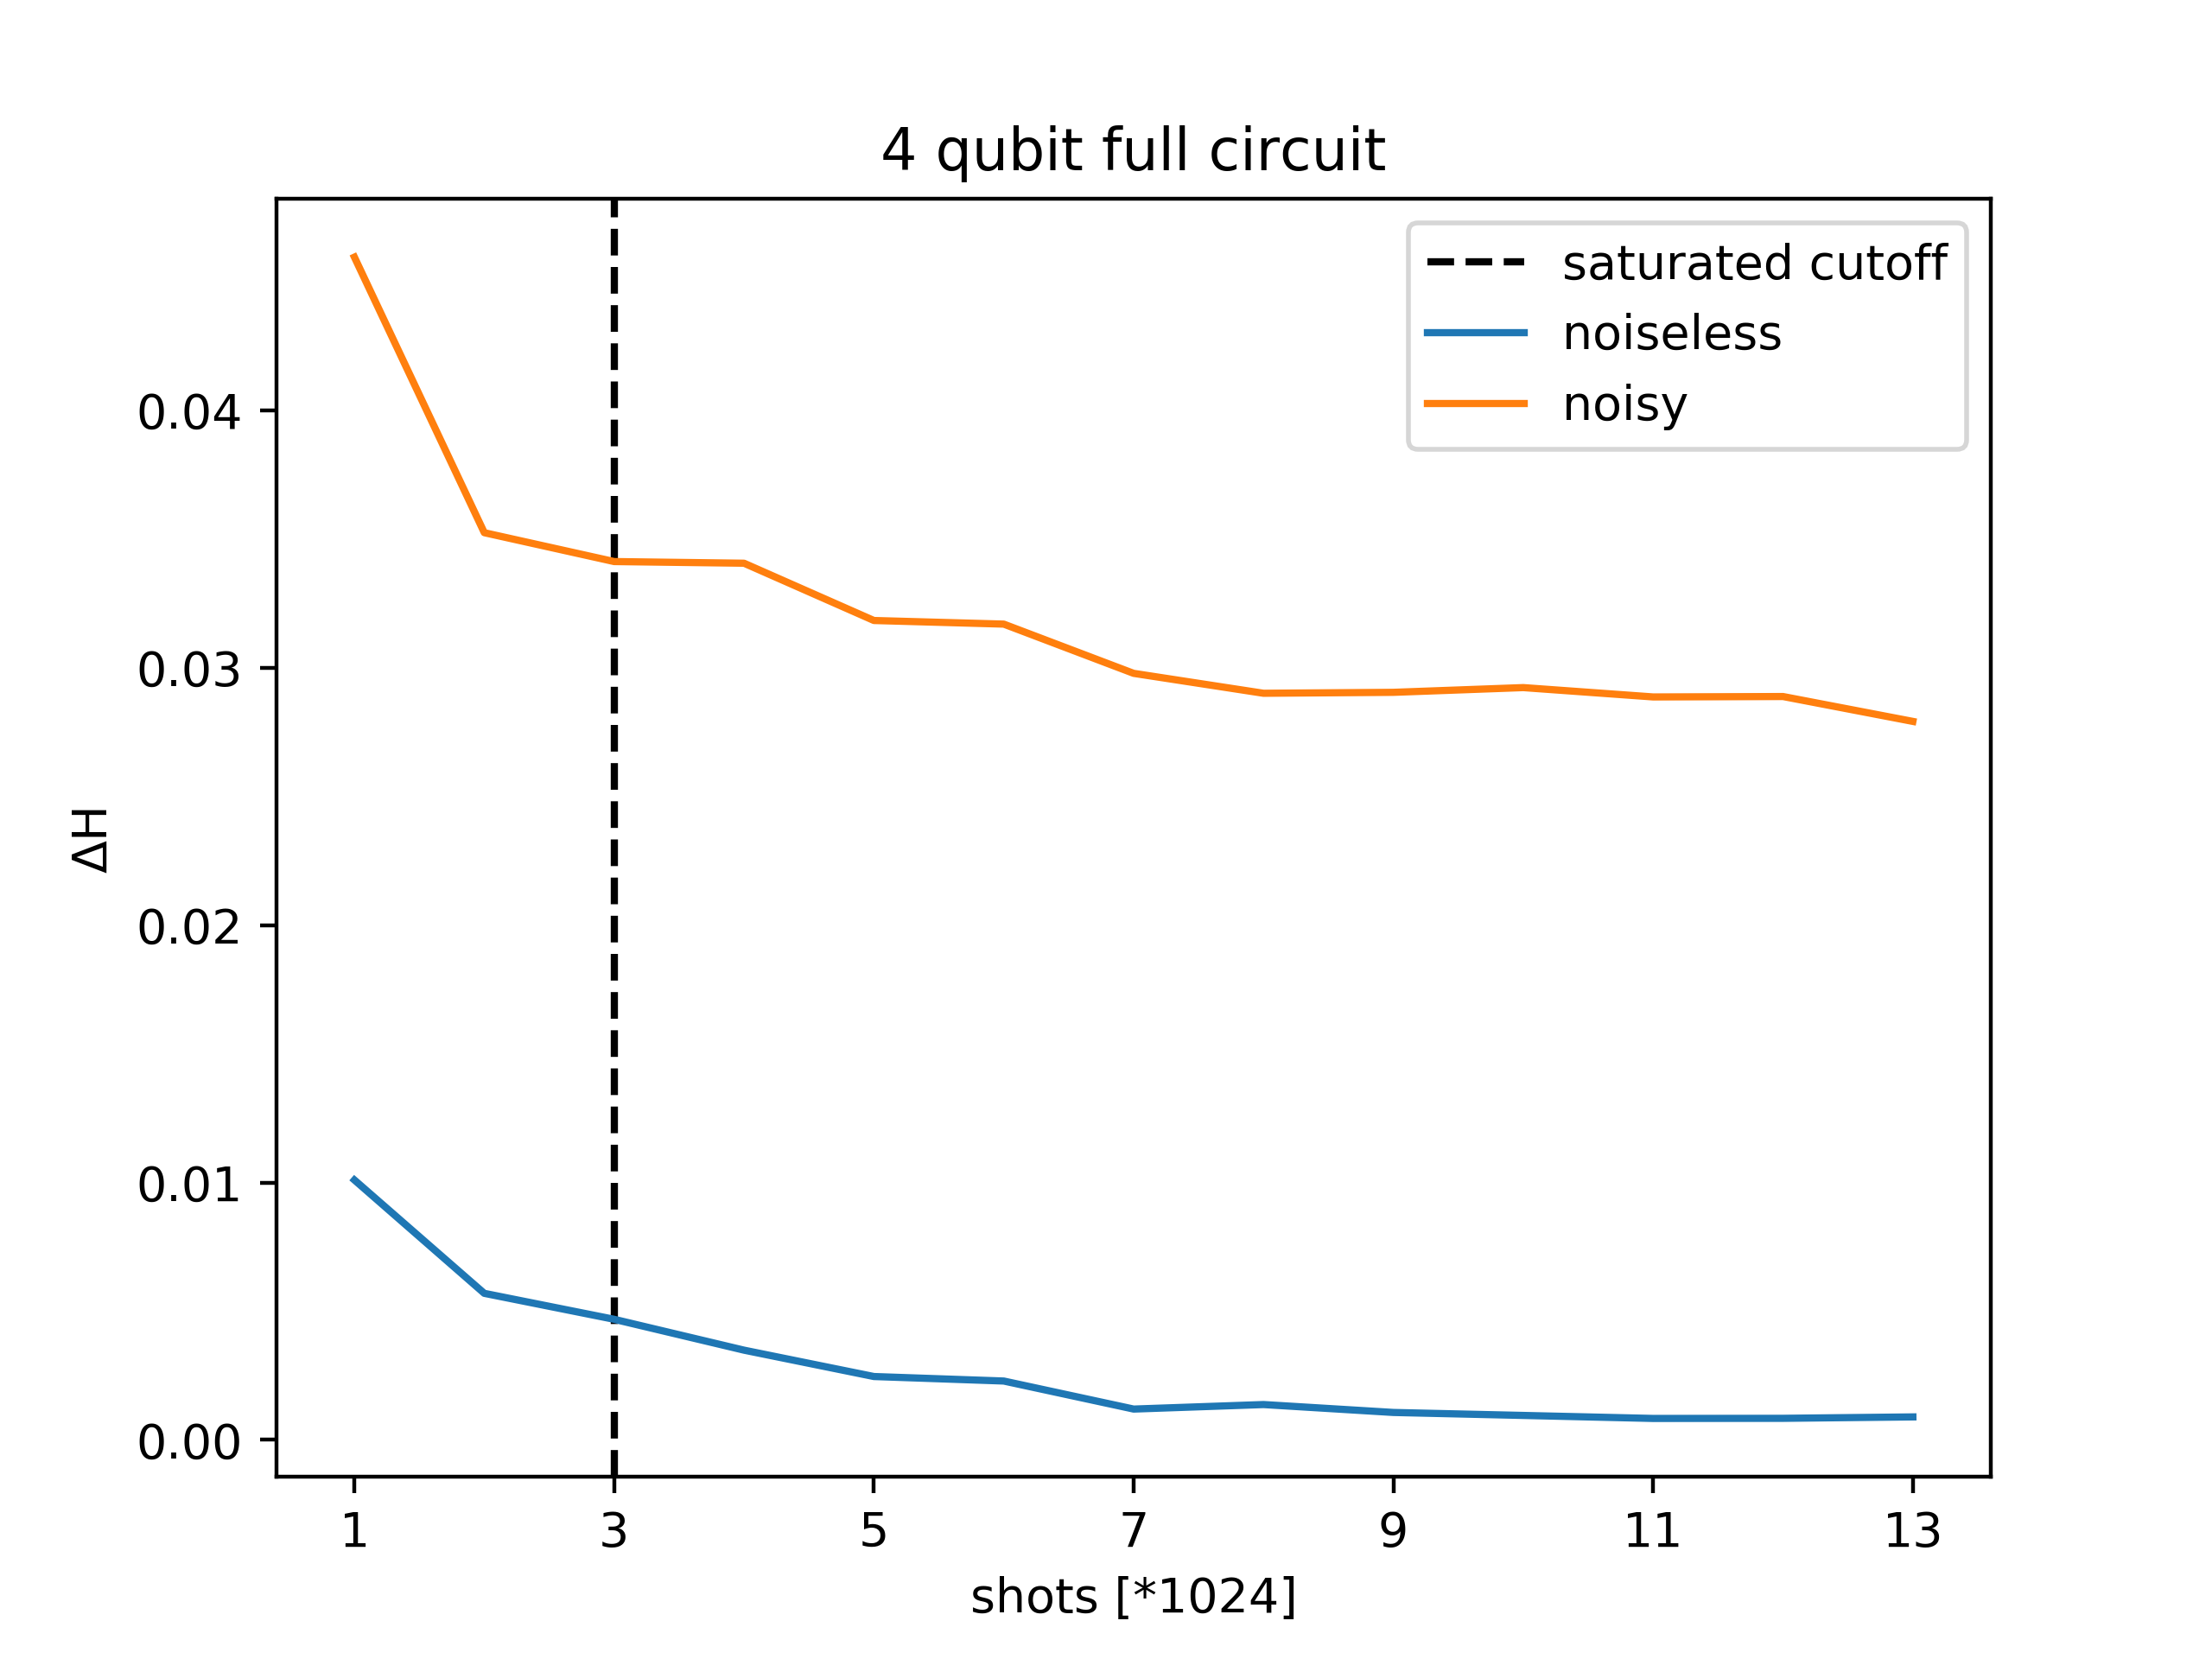 4 qubit full circuit
saturated cutoff
noiseless
noisy
0.04
0.03
0.02
0.01
0.00
ΔH
1 3 5 7 9 11 13
shots [*1024]